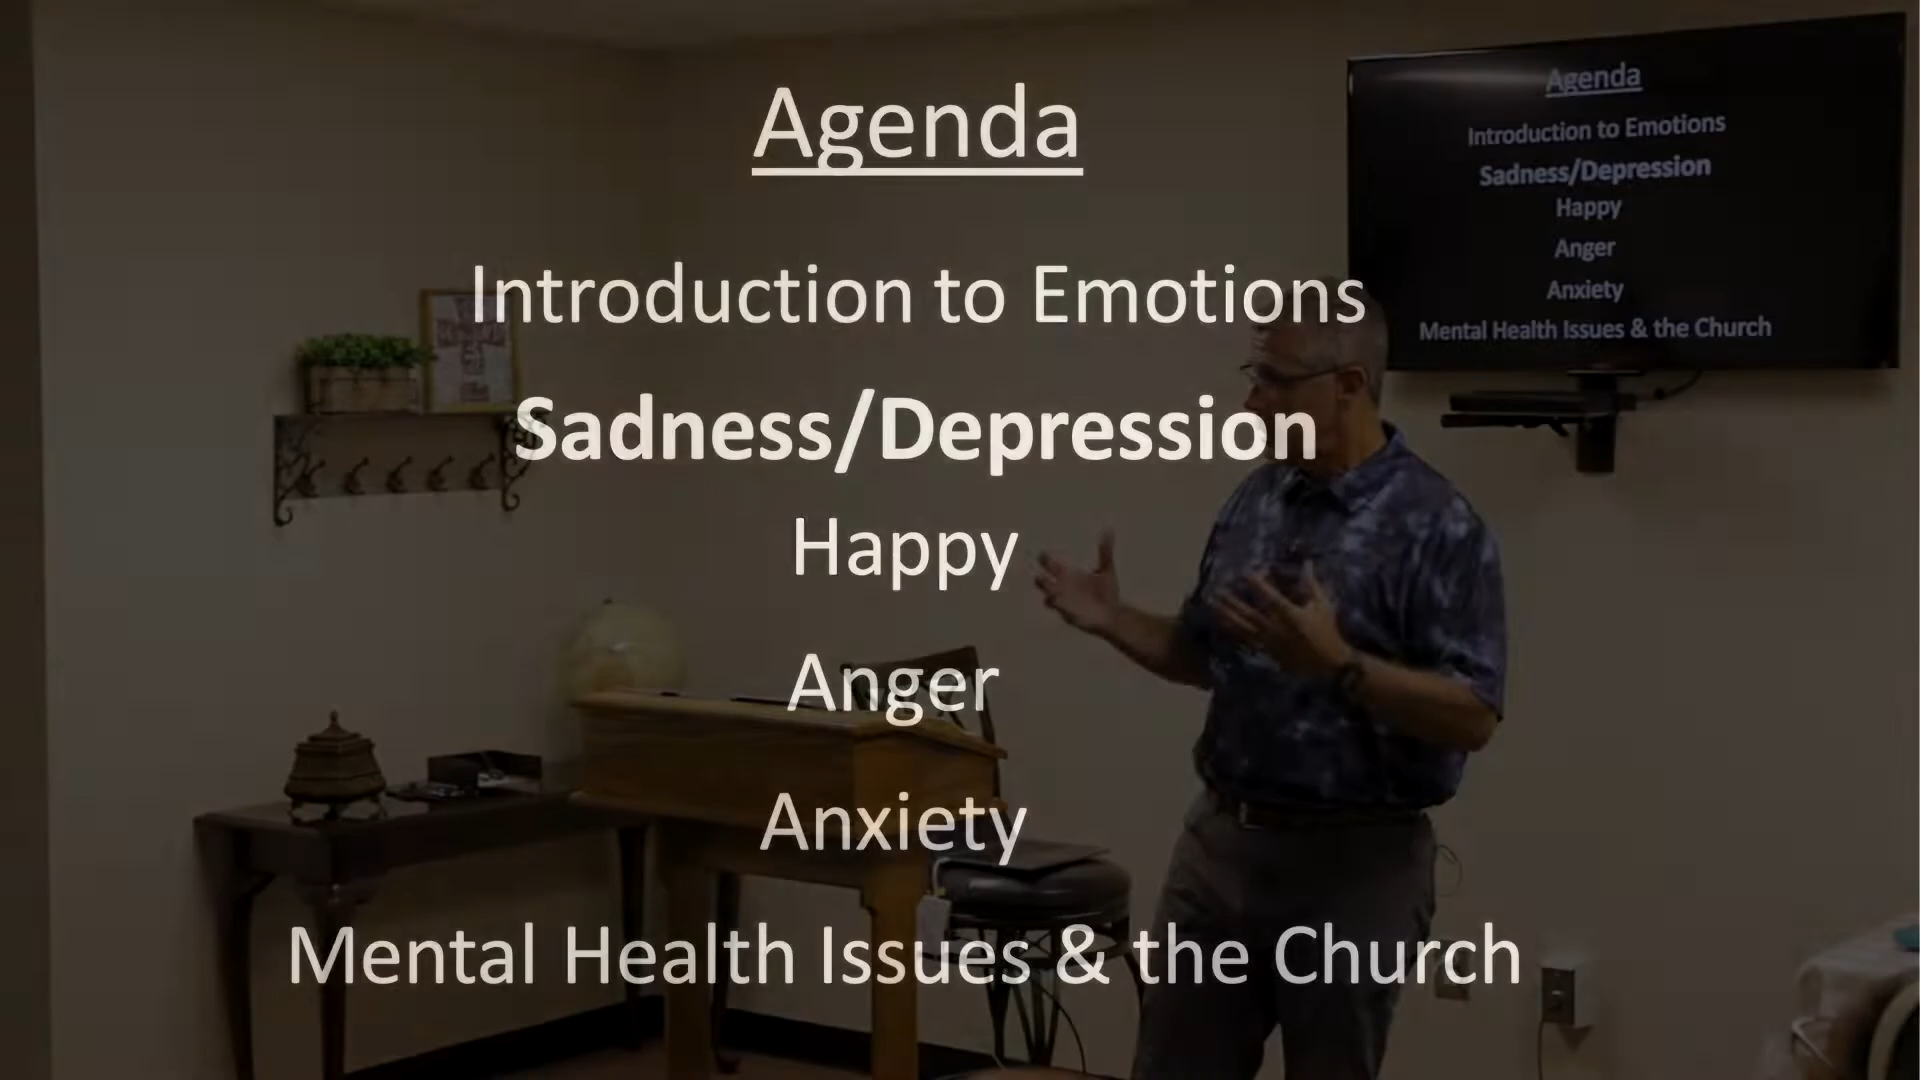 Agenda
Introduction to Emotions
Sadness/Depression
Happy
Anger
Anxiety
Mental Health Issues & the Church
Agenda
Introduction to Emotions
Sadness/Depression
Happy
Anger
Anxiety
Mental Health Issues & the Church